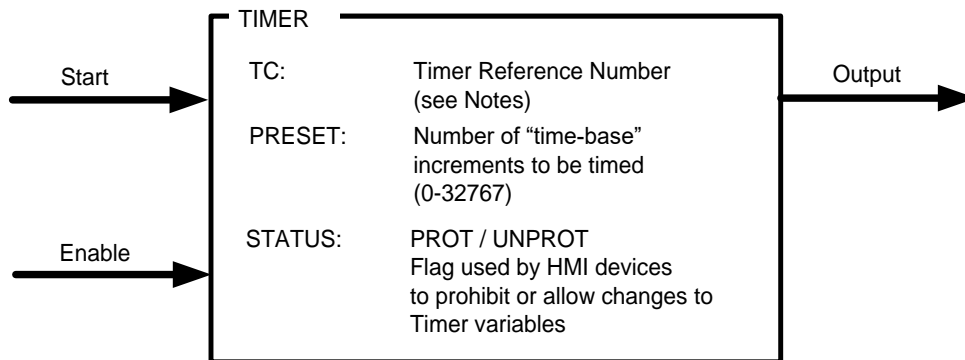 TIMER
Start
TC: Timer Reference Number
(see Notes)
Output
PRESET: Number of “time-base”
increments to be timed
(0-32767)
Enable
STATUS: PROT / UNPROT
Flag used by HMI devices
to prohibit or allow changes to
Timer variables